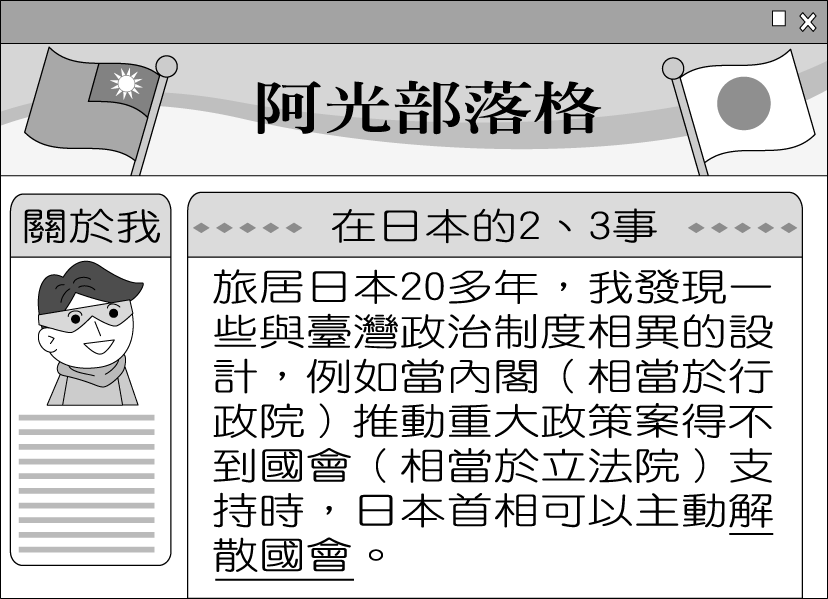 阿光部落格
關於我
在日本的2、3事
旅居日本20多年，我發現一
些與臺灣政治制度相異的設
計，例如當內閣（相當於行
政院）推動重大政策案得不
到國會（相當於立法院）支
持時，日本首相可以主動解
散國會。